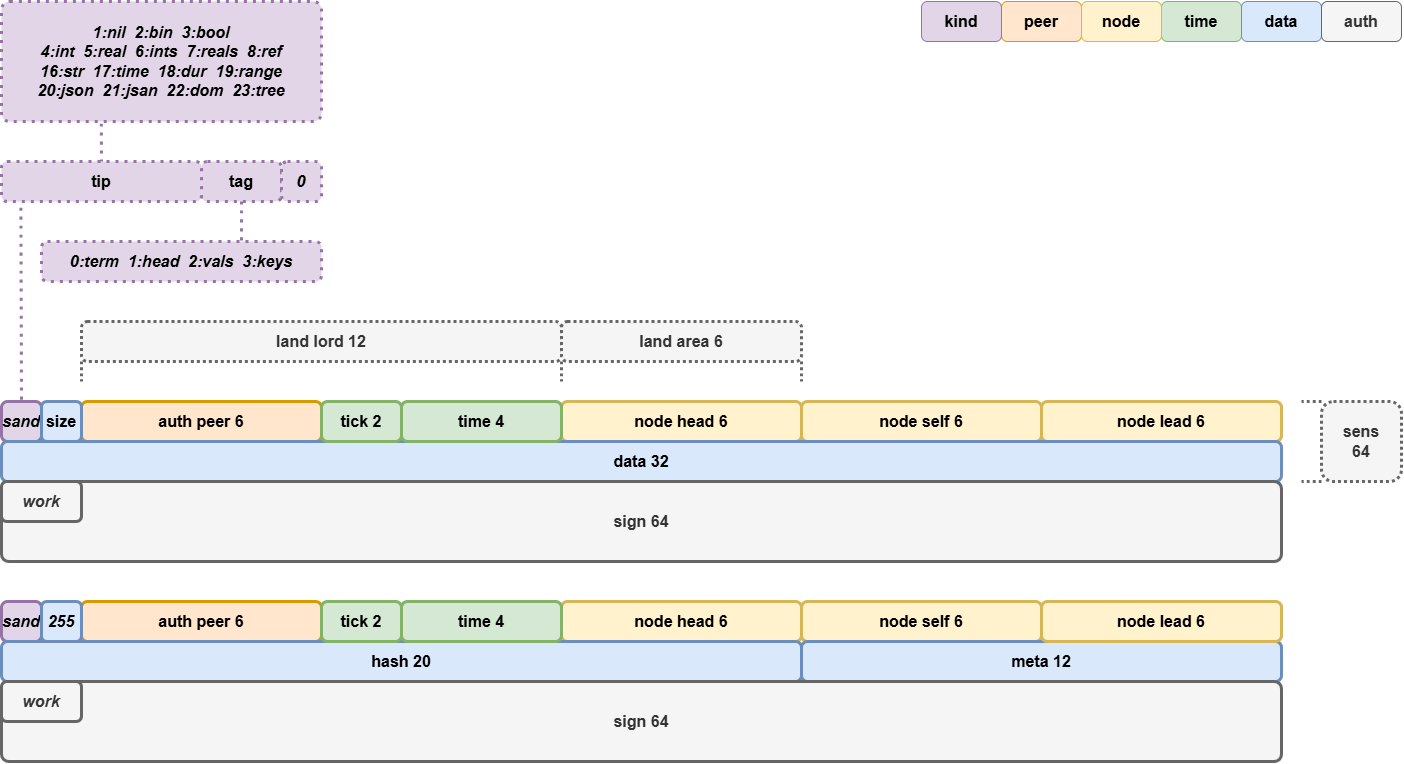 1:nil 2:bin 3:bool
4:int 5:real 6:ints 7:reals 8:ref
16:str 17:time 18:dur 19:range
20:json 21:jsan 22:dom 23:tree
kind peer node time data auth
tip tag 0
0:term 1:head 2:vals 3:keys
land lord 12 land area 6
sand size auth peer 6 tick 2 time 4 node head 6 node self 6 node lead 6
sens
64
data 32
work
sign 64
sand 255 auth peer 6 tick 2 time 4 node head 6 node self 6 node lead 6
hash 20 meta 12
work
sign 64